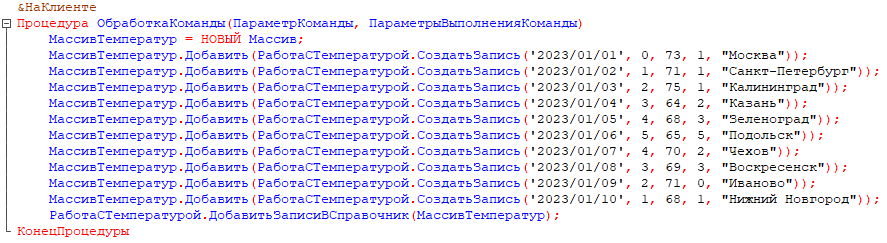 &НаКлиенте
Процедура ОбработкаКоманды(ПараметрКоманды, ПараметрыВыполненияКоманды)
МассивТемператур = НОВЫЙ Массив;
МассивТемператур.Добавить(РаботаСТемпературой.СоздатьЗапись('2023/01/01', 0, 73, 1, "Москва"));
МассивТемператур.Добавить(РаботаСТемпературой.СоздатьЗапись('2023/01/02', 1, 71, 1, "Санкт-Петербург"));
МассивТемператур.Добавить(РаботаСТемпературой.СоздатьЗапись('2023/01/03', 2, 75, 1, "Калининград"));
МассивТемператур.Добавить(РаботаСТемпературой.СоздатьЗапись('2023/01/04', 3, 64, 2, "Казань"));
МассивТемператур.Добавить(РаботаСТемпературой.СоздатьЗапись('2023/01/05', 4, 68, 3, "Зеленоград"));
МассивТемператур.Добавить(РаботаСТемпературой.СоздатьЗапись('2023/01/06', 5, 65, 5, "Подольск"));
МассивТемператур.Добавить(РаботаСТемпературой.СоздатьЗапись('2023/01/07', 4, 70, 2, "Чехов"));
МассивТемператур.Добавить(РаботаСТемпературой.СоздатьЗапись('2023/01/08', 3, 69, 3, "Воскресенск"));
МассивТемператур.Добавить(РаботаСТемпературой.СоздатьЗапись('2023/01/09', 2, 71, 0, "Иваново"));
МассивТемператур.Добавить(РаботаСТемпературой.СоздатьЗапись('2023/01/10', 1, 68, 1, "Нижний Новгород"));
РаботаСТемпературой.ДобавитьЗаписиВСправочник(МассивТемператур);
КонецПроцедуры